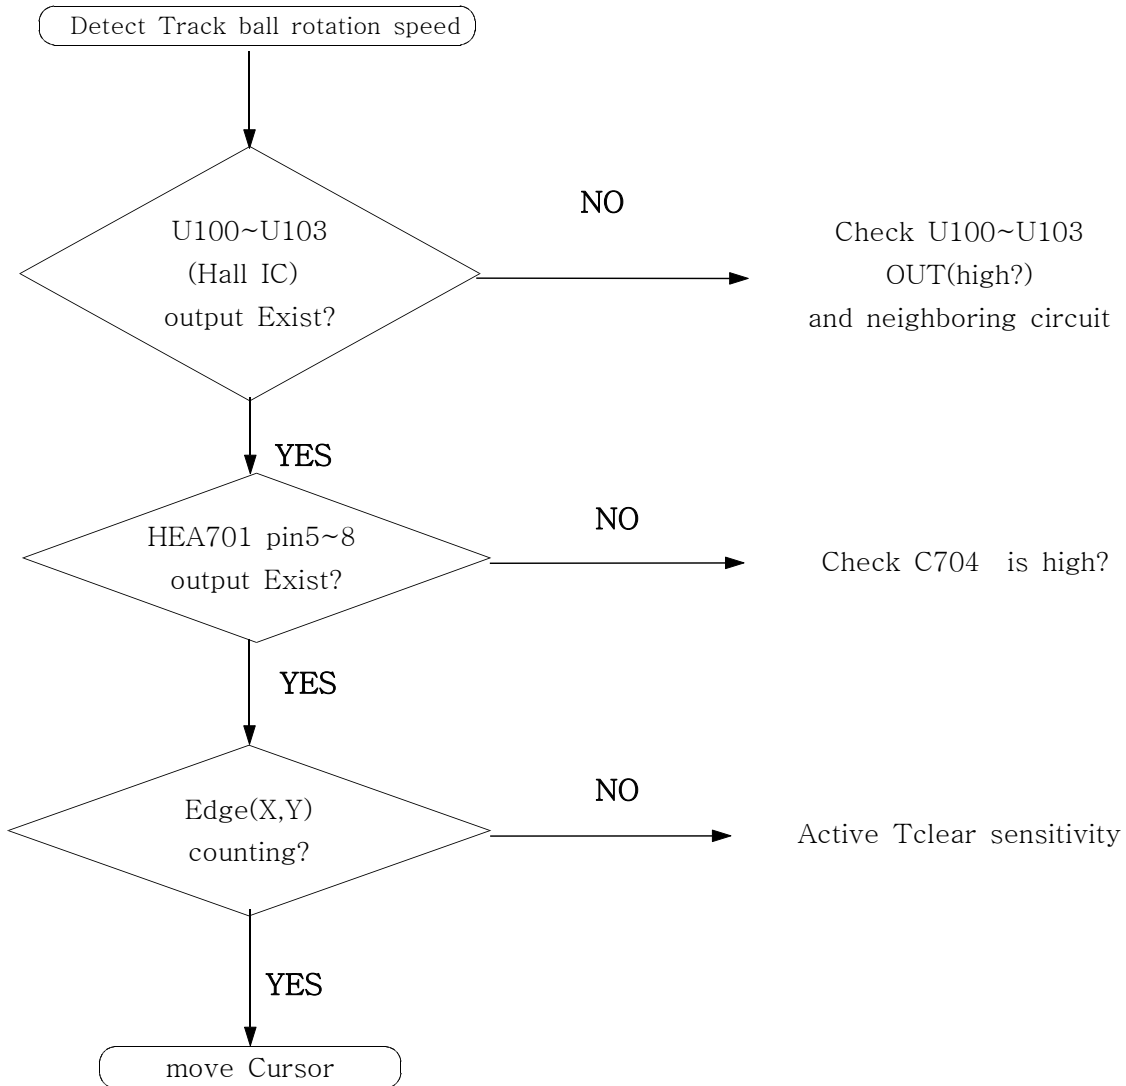 Detect Track ball rotation speed
U100~U103
(Hall IC)
output Exist?
NO
Check U100~U103
OUT(high?)
and neighboring circuit
YES
HEA701 pin5~8
output Exist?
NO
Check C704 is high?
YES
Edge(X,Y)
counting?
NO
Active Tclear sensitivity
YES
move Cursor